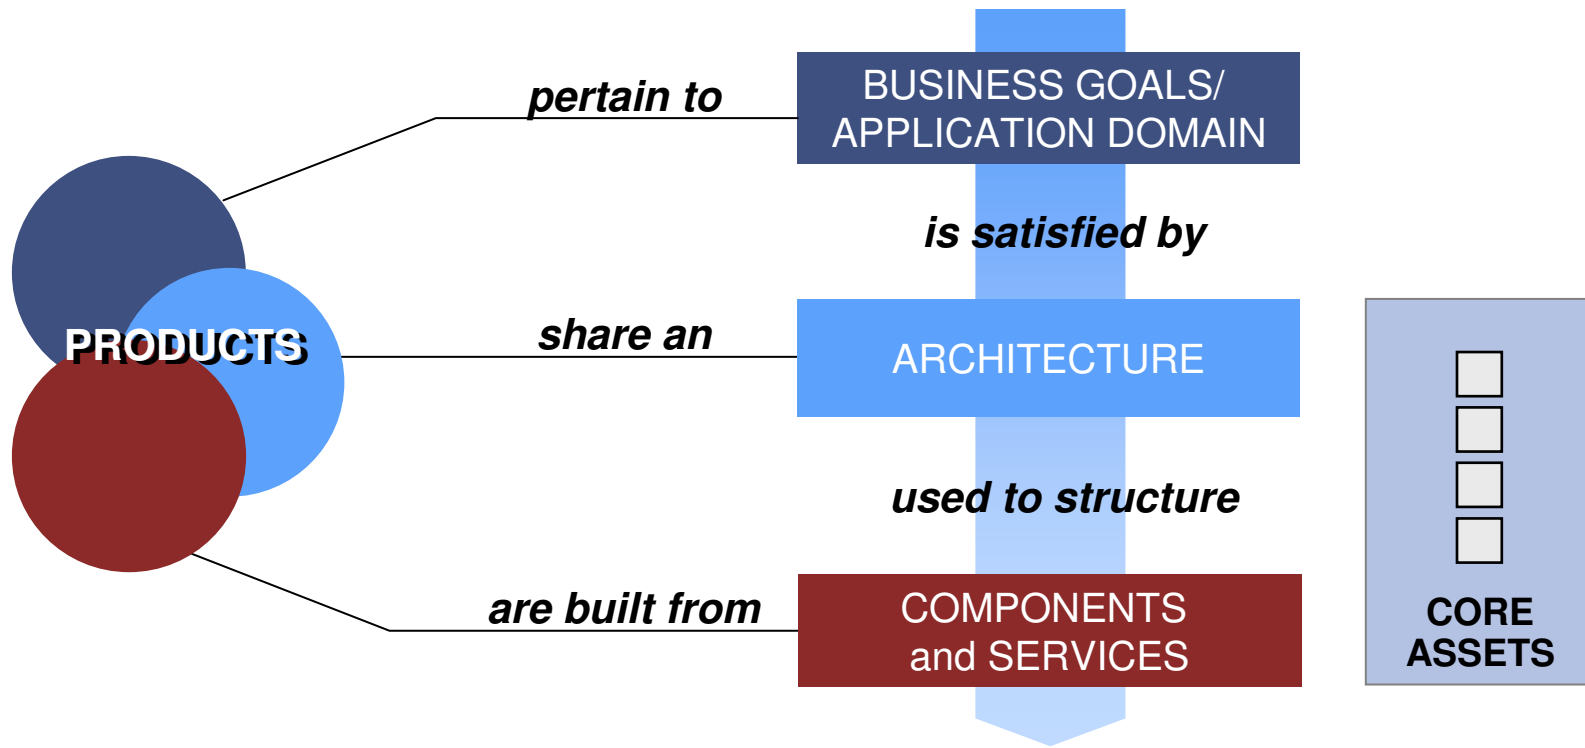 pertain to
BUSINESS GOALS/
APPLICATION DOMAIN
is satisfied by
PRODUCTS
share an
ARCHITECTURE
used to structure
are built from
COMPONENTS
and SERVICES
CORE
ASSETS